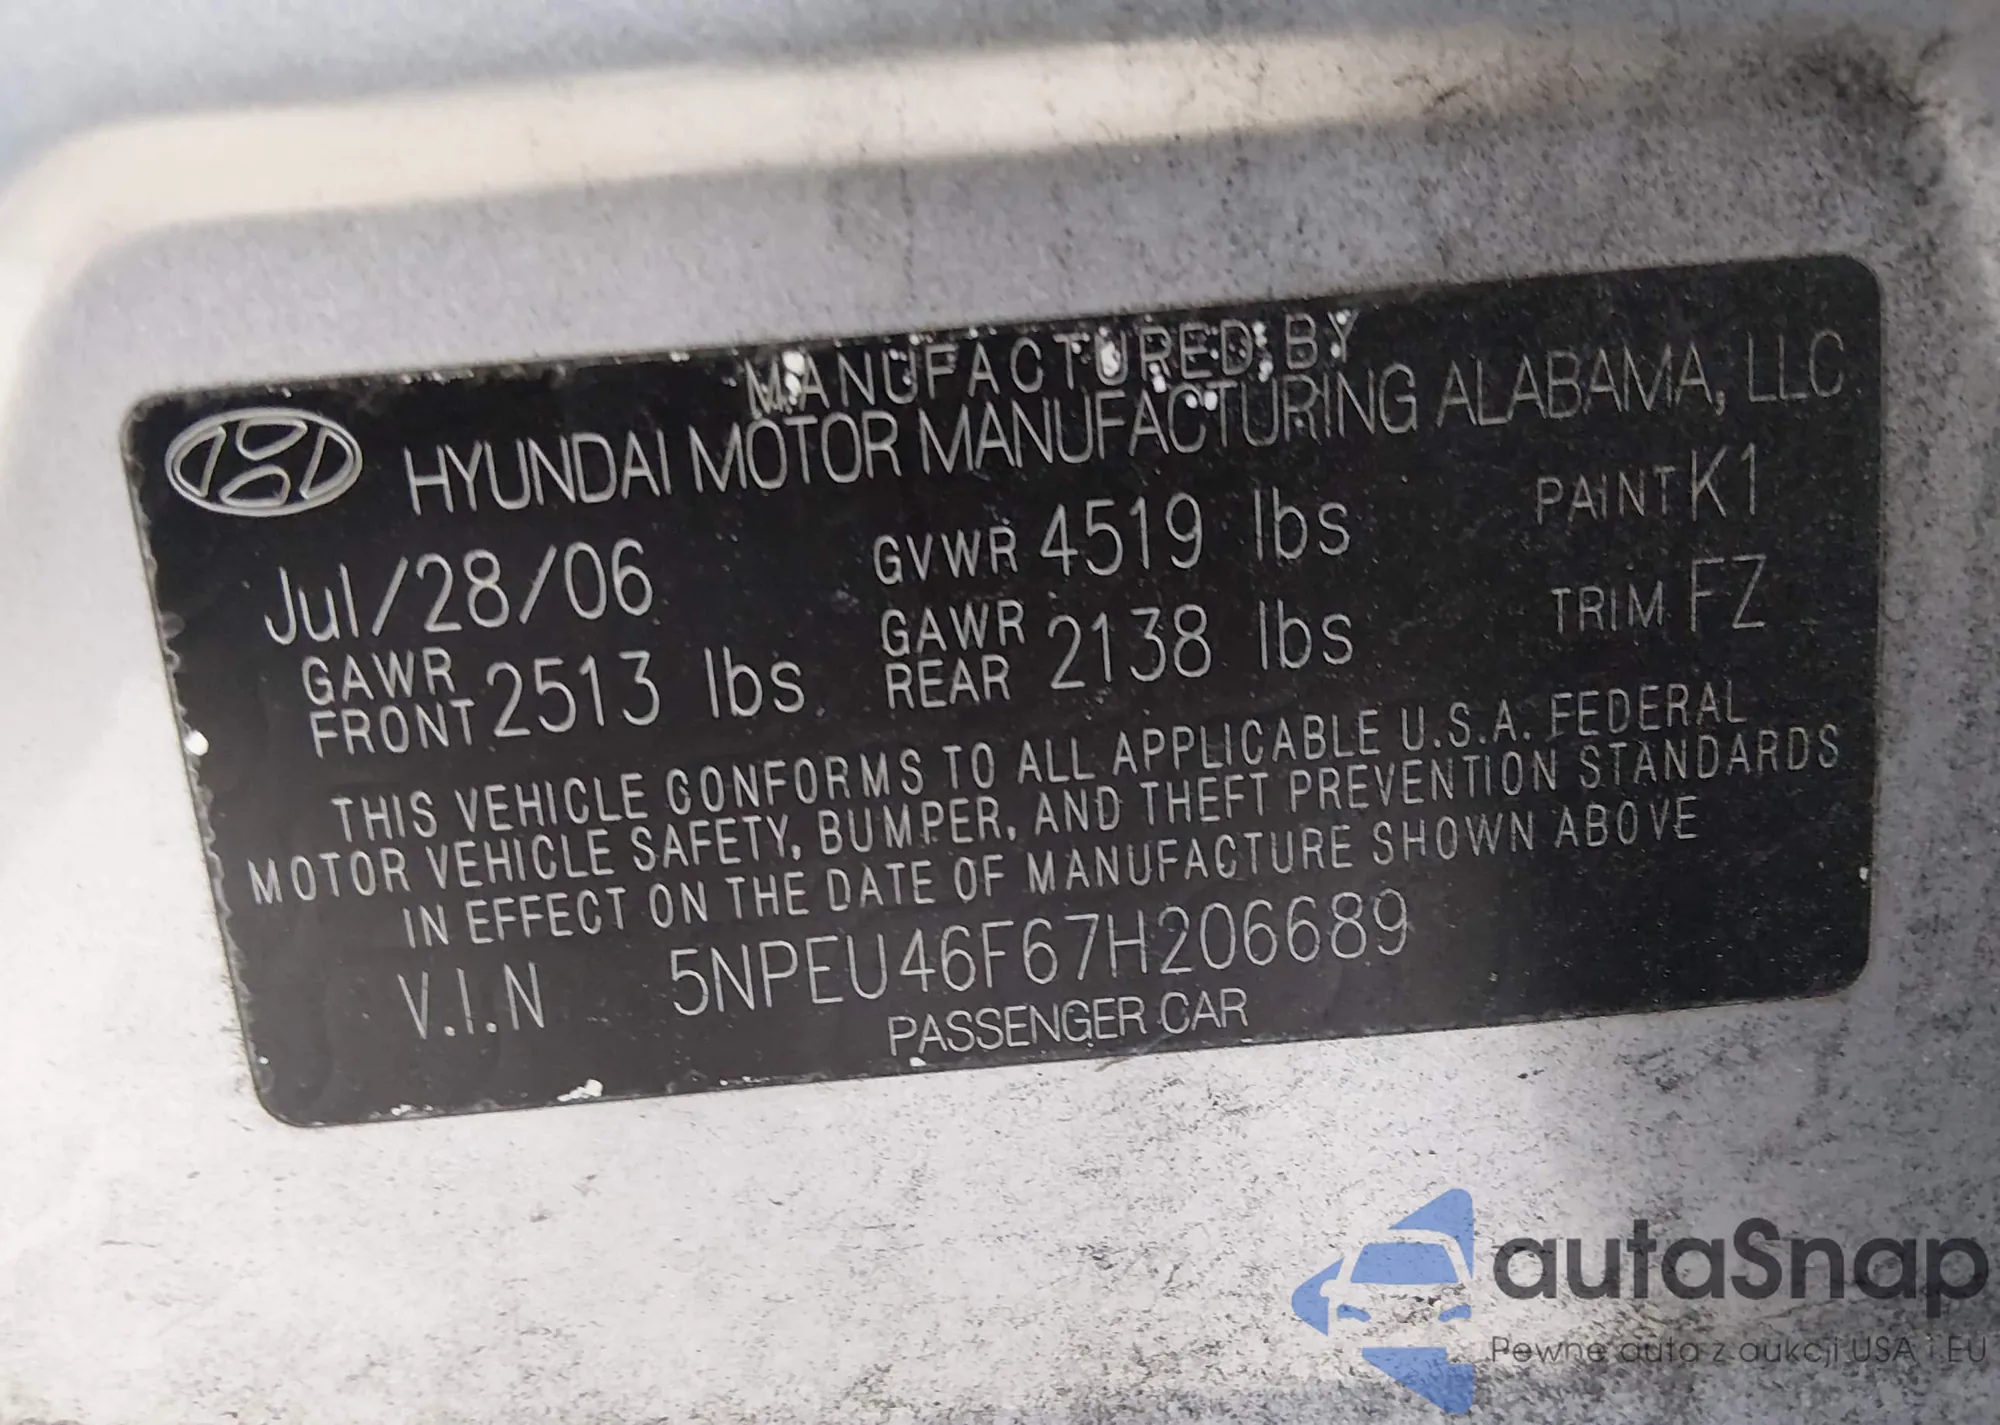 MANUFACTURED BY
HYUNDAI MOTOR MANUFACTURING ALABAMA, LLC
Jul/28/06 GVWR 4519 lbs PAINT K1
GAWR FRONT 2513 lbs GAWR REAR 2138 lbs TRIM FZ
THIS VEHICLE CONFORMS TO ALL APPLICABLE U.S.A. FEDERAL
MOTOR VEHICLE SAFETY, BUMPER, AND THEFT PREVENTION STANDARDS
IN EFFECT ON THE DATE OF MANUFACTURE SHOWN ABOVE
V.I.N 5NPEU46F67H206689
PASSENGER CAR
autaSnap
Pewne auta z aukcji USA i EU